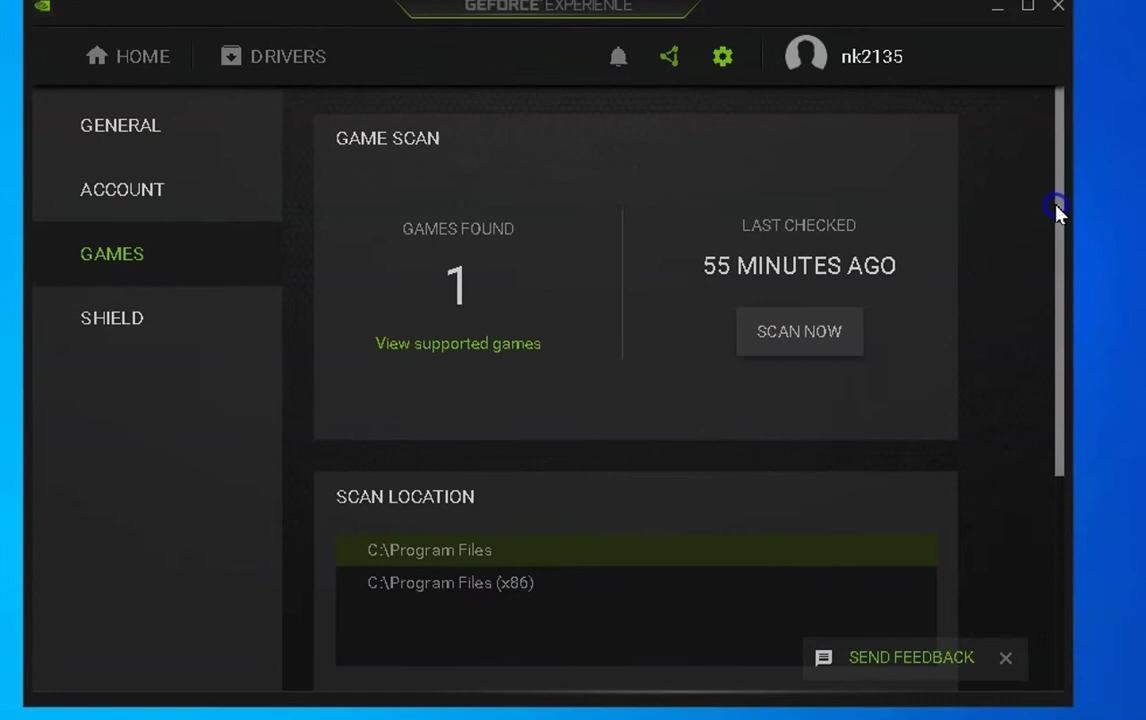 GEFORCE EXPERIENCE
HOME
DRIVERS
nk2135
GENERAL
ACCOUNT
GAMES
SHIELD
GAME SCAN
GAMES FOUND
1
View supported games
LAST CHECKED
55 MINUTES AGO
SCAN NOW
SCAN LOCATION
C:\Program Files
C:\Program Files (x86)
SEND FEEDBACK